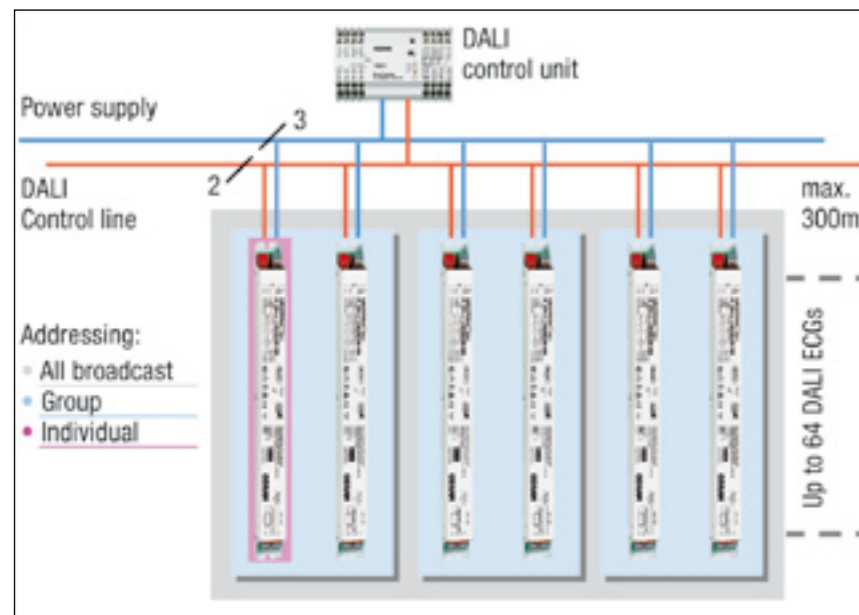 DALI
control unit
Power supply
3
2
DALI
Control line
max.
300m
Addressing:
• All broadcast
• Group
• Individual
Up to 64 DALI ECGs